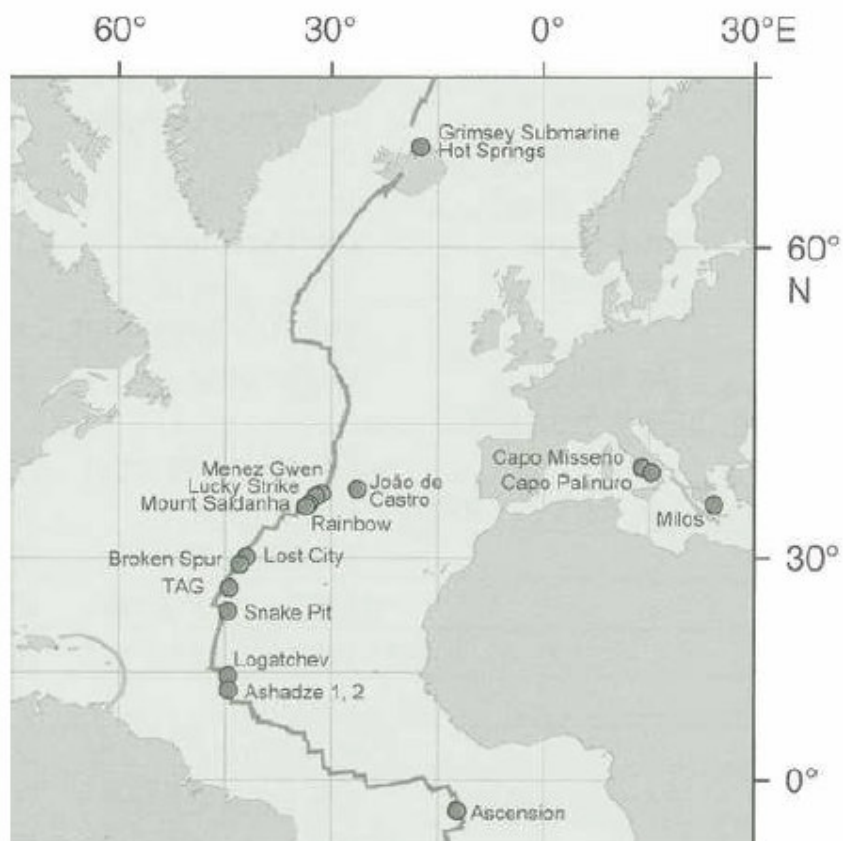 60° 30° 0° 30°E
Grimsey Submarine
Hot Springs
60°
N
Menez Gwen
Lucky Strike
Mount Saldanha
Rainbow
João de
Castro
Capo Misseno
Capo Palinuro
Milos
Broken Spur
Lost City
30°
TAG
Snake Pit
Logatchev
Ashadze 1, 2
0°
Ascension